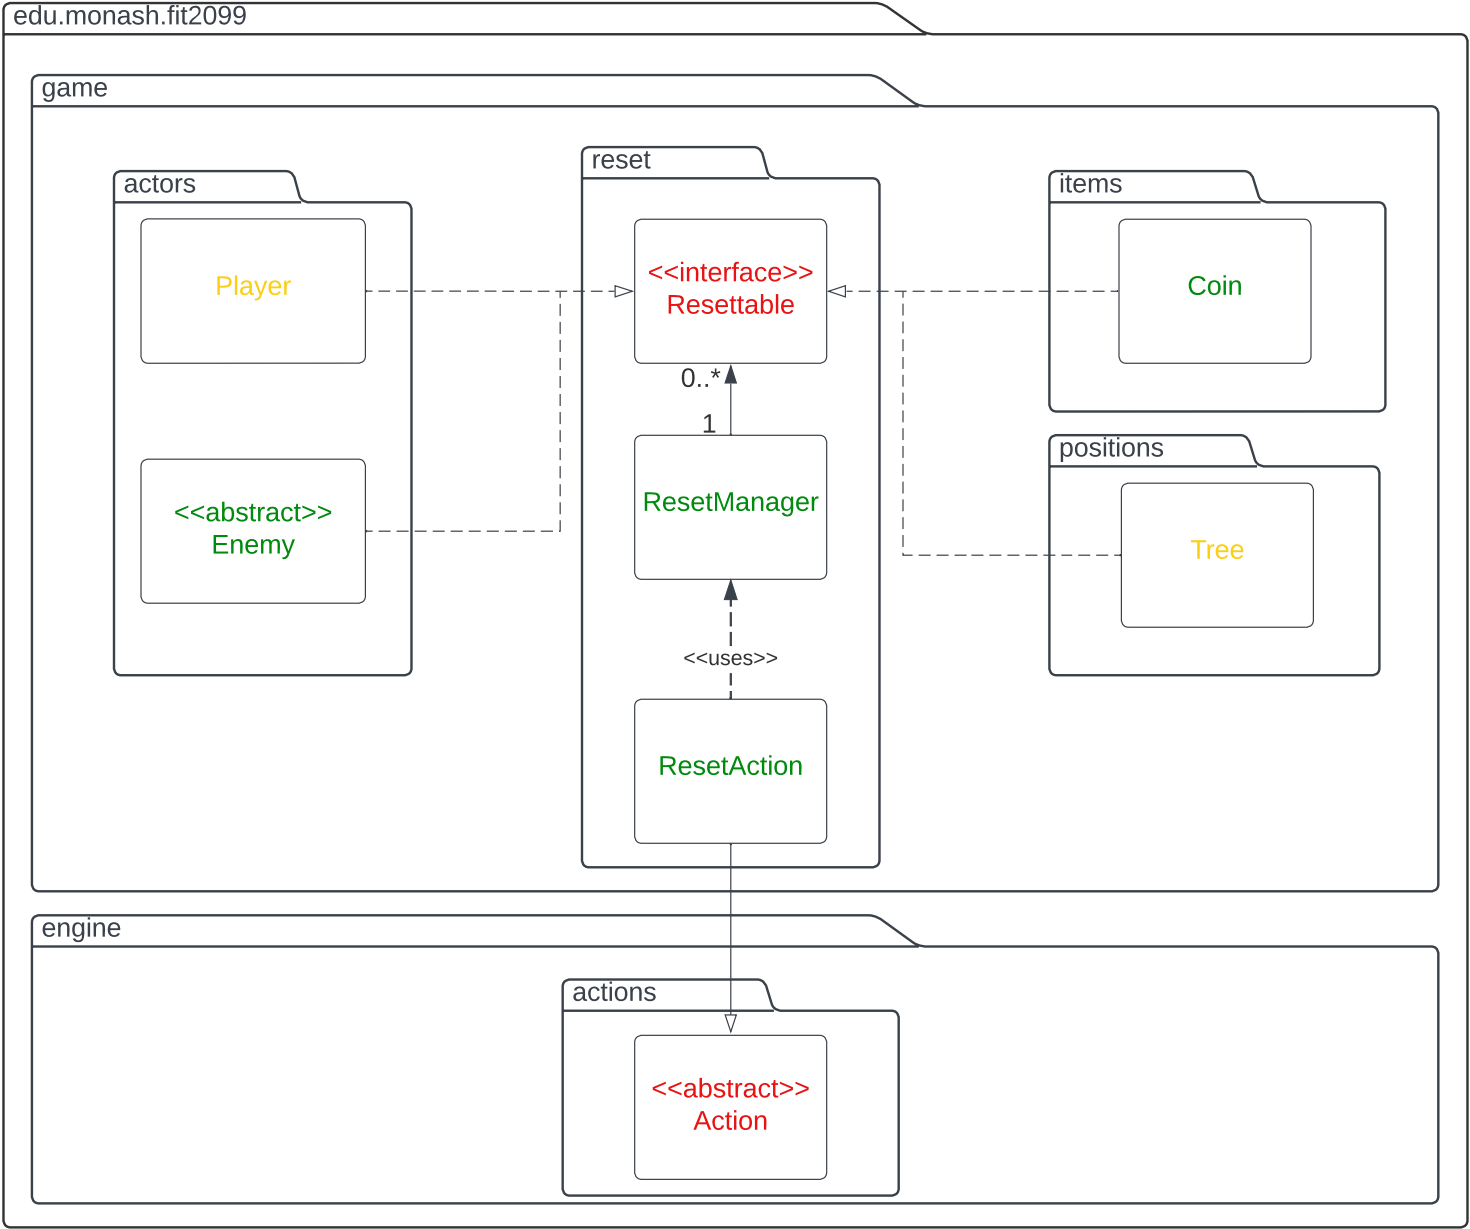 edu.monash.fit2099
game
actors
reset
items
Player
<<interface>>
Resettable
Coin
0..*
1
positions
<<abstract>>
Enemy
ResetManager
Tree
<<uses>>
ResetAction
engine
actions
<<abstract>>
Action